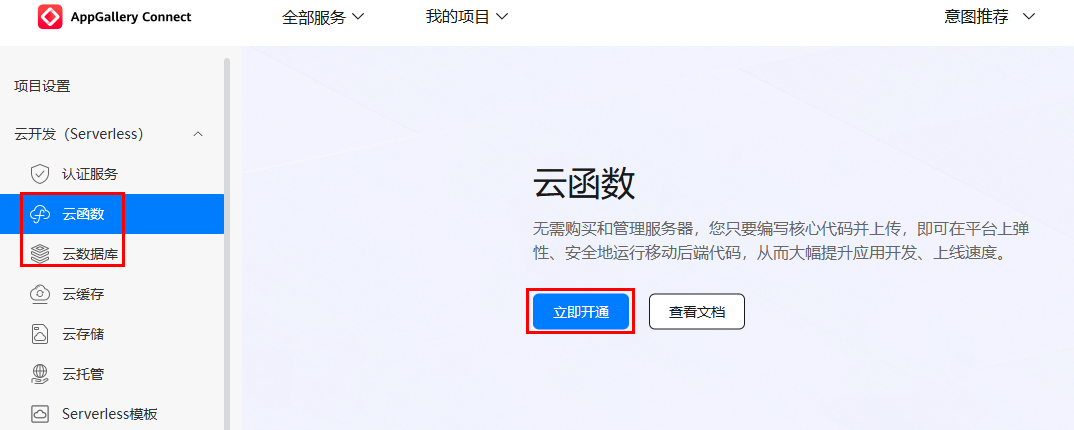 AppGallery Connect
全部服务
我的项目
意图推荐
项目设置
云开发（Serverless）
认证服务
云函数
云数据库
云缓存
云存储
云托管
Serverless模板
云函数
无需购买和管理服务器，您只要编写核心代码并上传，即可在平台上弹
性、安全地运行移动后端代码，从而大幅提升应用开发、上线速度。
立即开通
查看文档